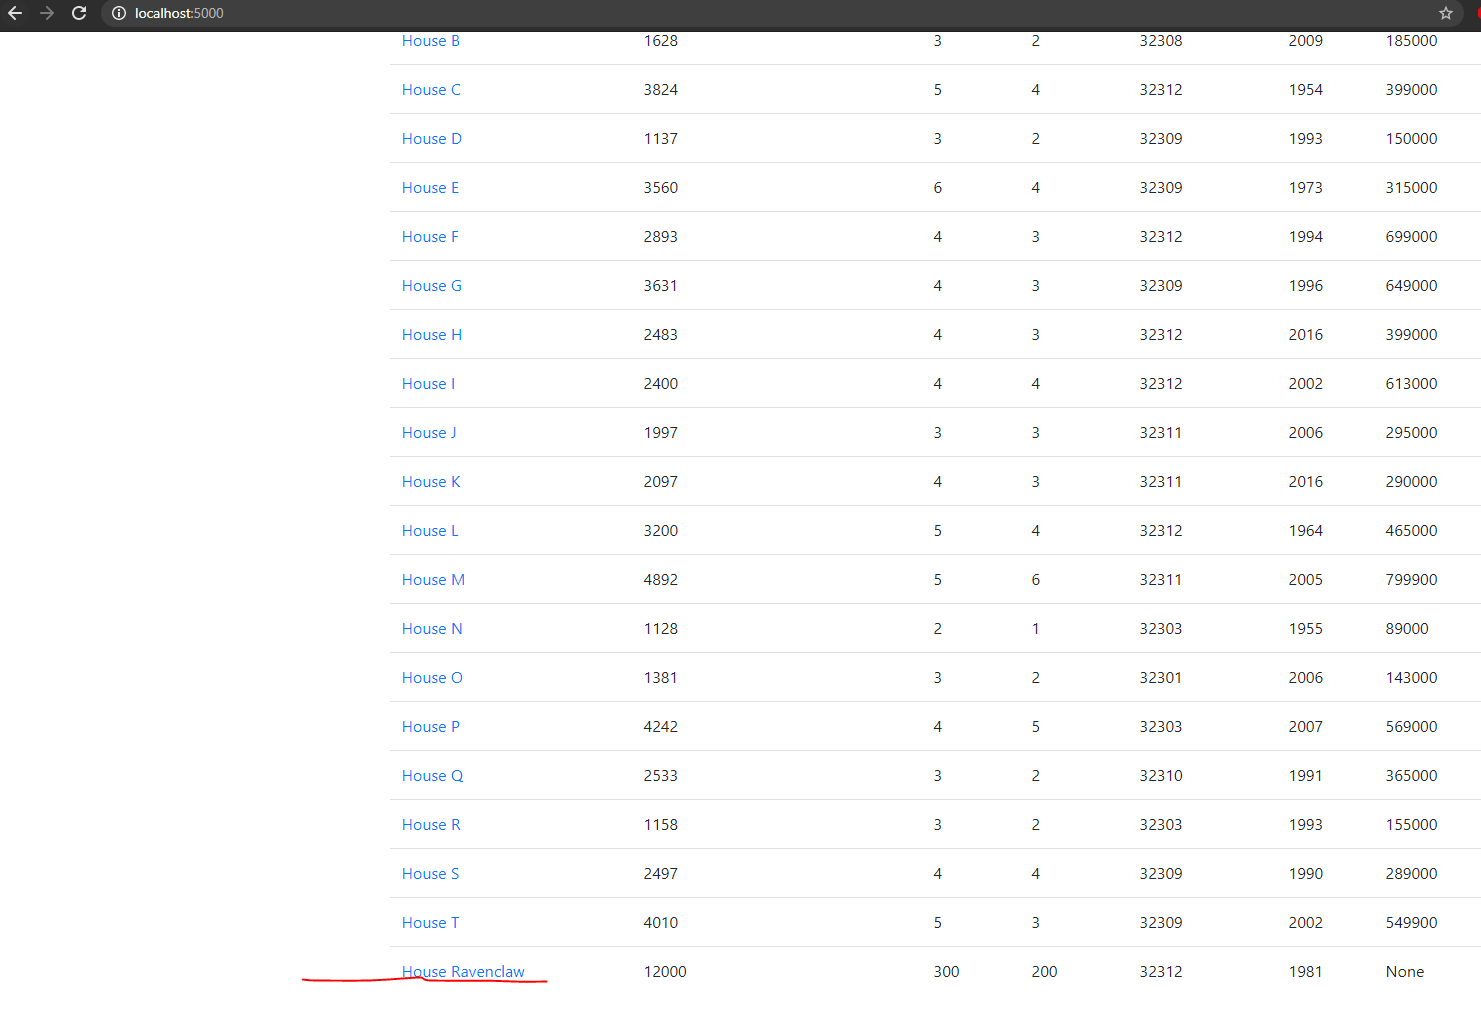 localhost:5000
House B 1628 3 2 32308 2009 185000
House C 3824 5 4 32312 1954 399000
House D 1137 3 2 32309 1993 150000
House E 3560 6 4 32309 1973 315000
House F 2893 4 3 32312 1994 699000
House G 3631 4 3 32309 1996 649000
House H 2483 4 3 32312 2016 399000
House I 2400 4 4 32312 2002 613000
House J 1997 3 3 32311 2006 295000
House K 2097 4 3 32311 2016 290000
House L 3200 5 4 32312 1964 465000
House M 4892 5 6 32311 2005 799900
House N 1128 2 1 32303 1955 89000
House O 1381 3 2 32301 2006 143000
House P 4242 4 5 32303 2007 569000
House Q 2533 3 2 32310 1991 365000
House R 1158 3 2 32303 1993 155000
House S 2497 4 4 32309 1990 289000
House T 4010 5 3 32309 2002 549900
House Ravenclaw 12000 300 200 32312 1981 None